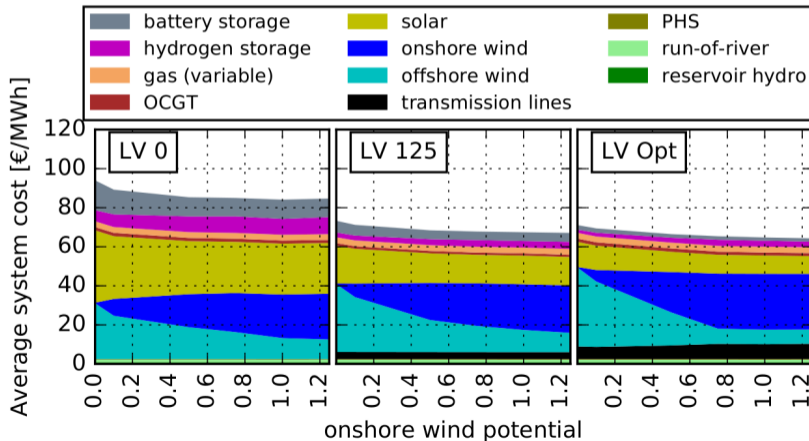 battery storage solar PHS
hydrogen storage onshore wind run-of-river
gas (variable) offshore wind reservoir hydro
OCGT transmission lines
Average system cost [€/MWh]
120
100
80
60
40
20
0
LV 0 LV 125 LV Opt
0.0 0.2 0.4 0.6 0.8 1.0 1.2 0.2 0.4 0.6 0.8 1.0 1.2 0.2 0.4 0.6 0.8 1.0 1.2
onshore wind potential